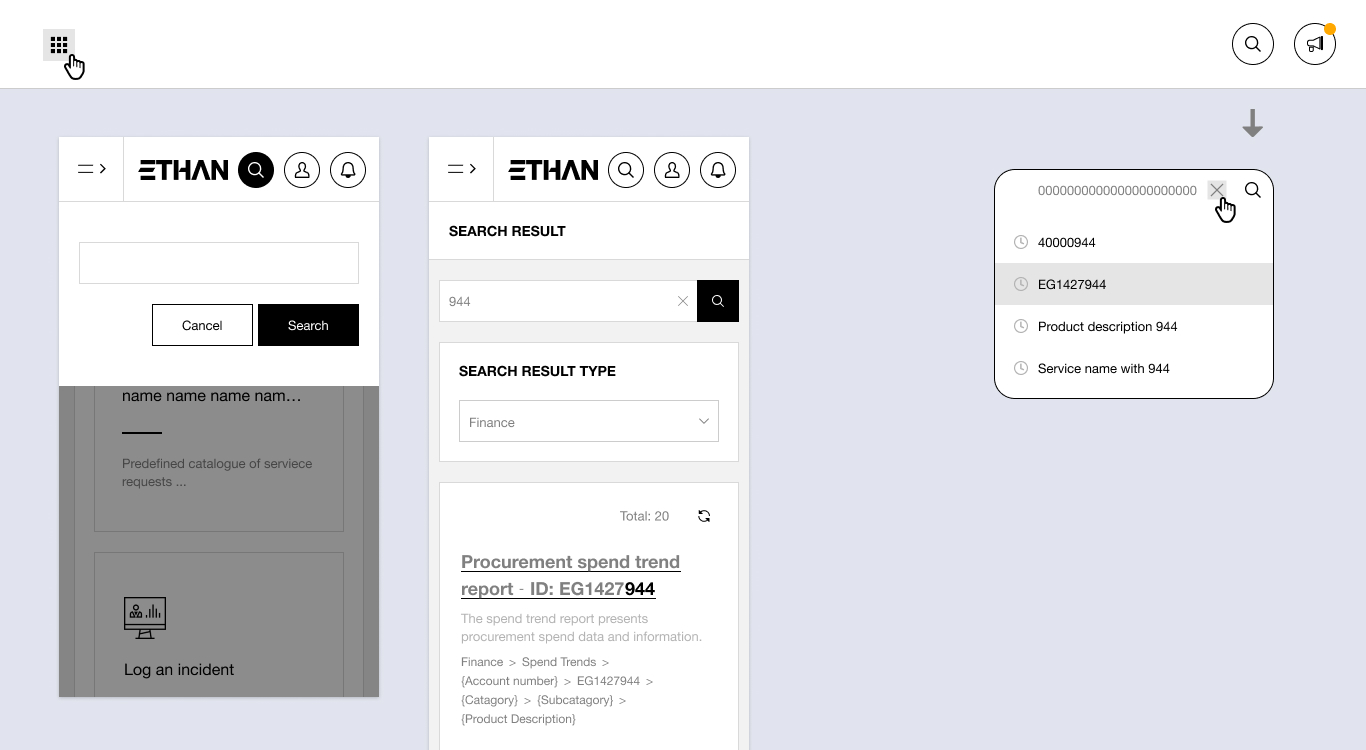 ETHAN
Cancel
Search
name name name nam...
Predefined catalogue of serviece
requests ...
Log an incident
ETHAN
SEARCH RESULT
944
SEARCH RESULT TYPE
Finance
Total: 20
Procurement spend trend
report - ID: EG1427944
The spend trend report presents
procurement spend data and information.
Finance > Spend Trends >
{Account number} > EG1427944 >
{Catagory} > {Subcatagory} >
{Product Description}
0000000000000000000000
40000944
EG1427944
Product description 944
Service name with 944